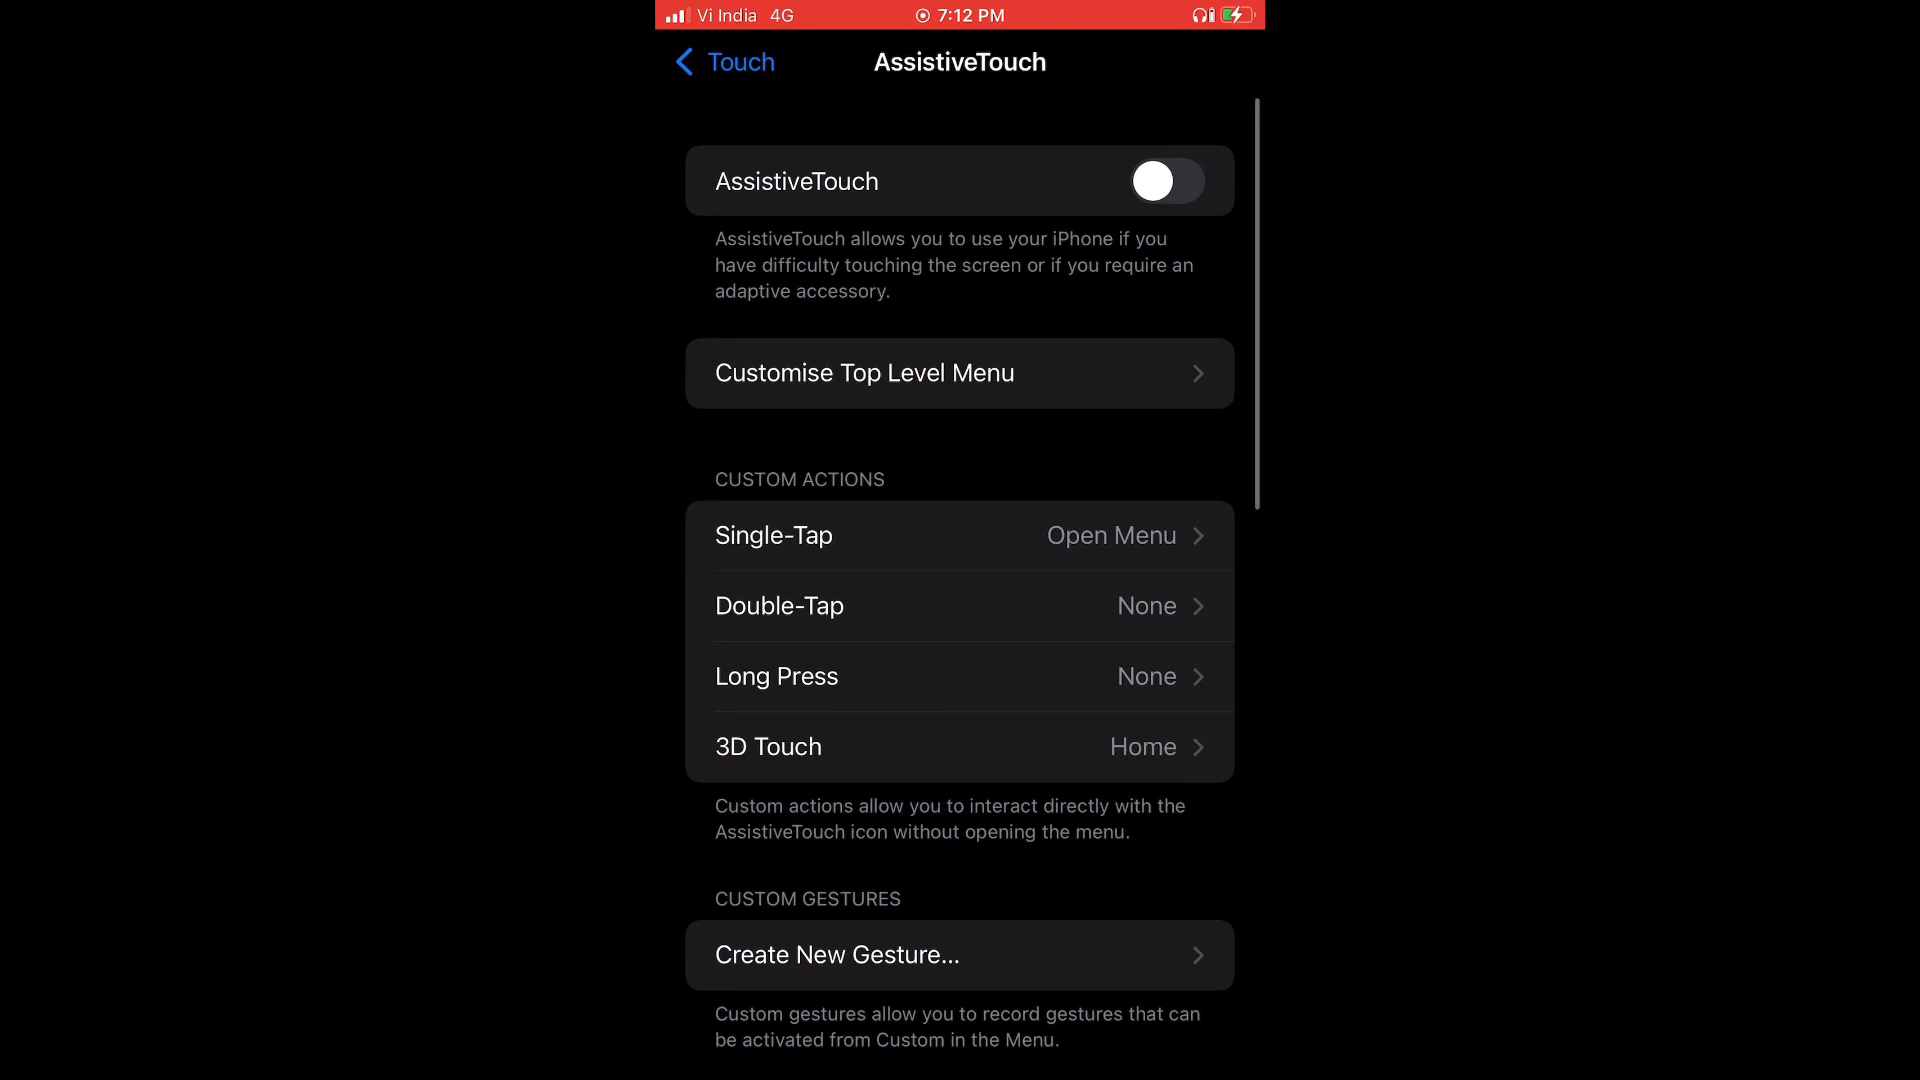 Vi India 4G 7:12 PM
Touch AssistiveTouch
AssistiveTouch
AssistiveTouch allows you to use your iPhone if you
have difficulty touching the screen or if you require an
adaptive accessory.
Customise Top Level Menu
CUSTOM ACTIONS
Single-Tap Open Menu
Double-Tap None
Long Press None
3D Touch Home
Custom actions allow you to interact directly with the
AssistiveTouch icon without opening the menu.
CUSTOM GESTURES
Create New Gesture...
Custom gestures allow you to record gestures that can
be activated from Custom in the Menu.